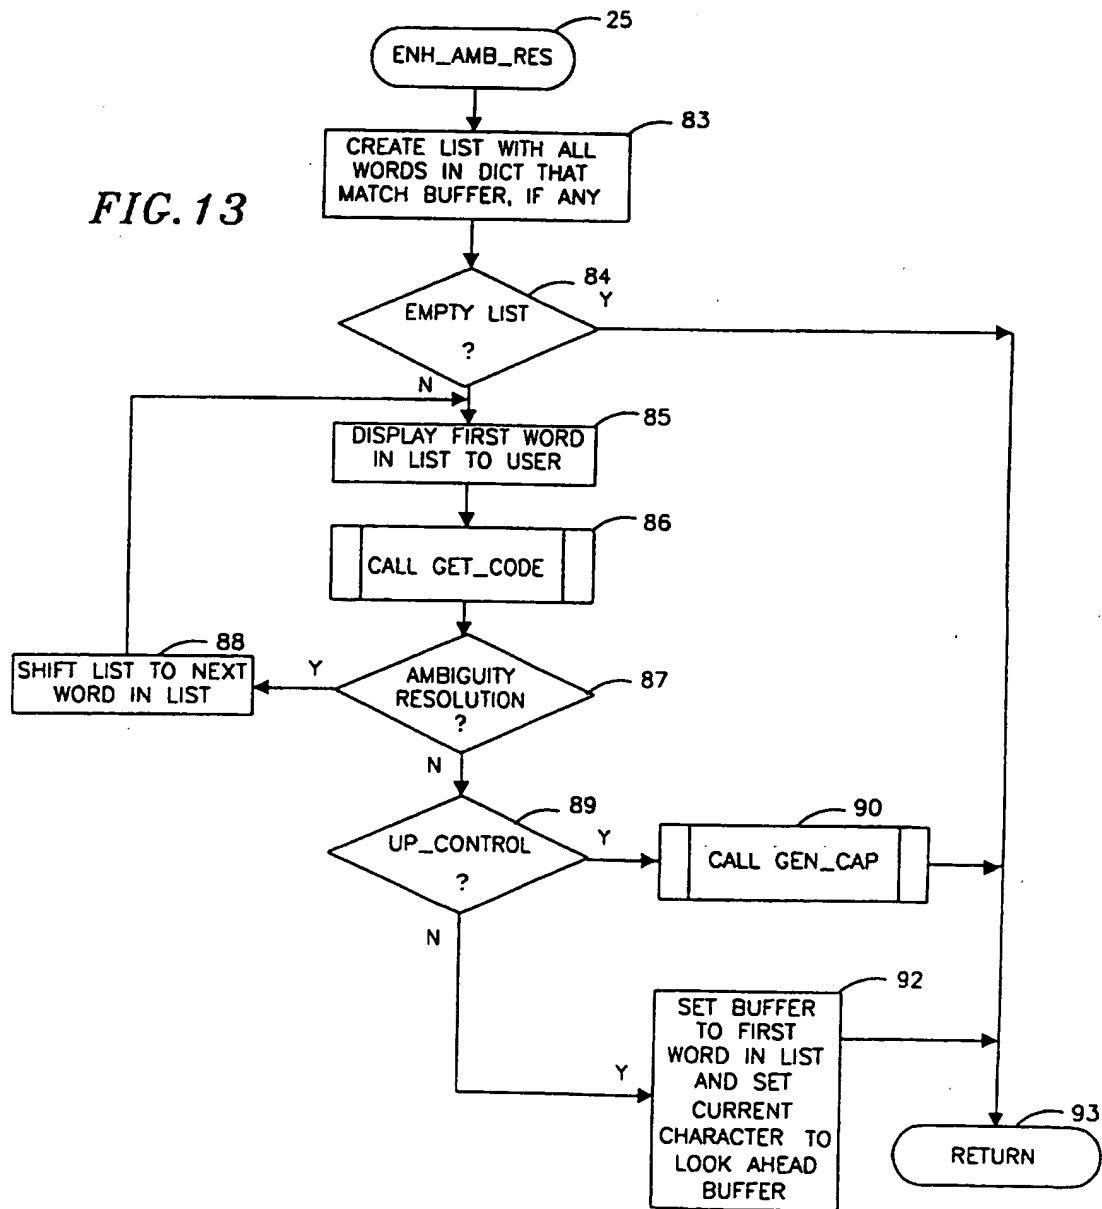 25
ENH_AMB_RES
83
CREATE LIST WITH ALL
WORDS IN DICT THAT
MATCH BUFFER, IF ANY
FIG. 13
84
Y
EMPTY LIST
?
N
85
DISPLAY FIRST WORD
IN LIST TO USER
86
CALL GET_CODE
88
SHIFT LIST TO NEXT
WORD IN LIST
Y
AMBIGUITY
RESOLUTION
?
87
N
89
UP_CONTROL
?
Y
90
CALL GEN_CAP
N
92
SET BUFFER
TO FIRST
WORD IN LIST
AND SET
CURRENT
CHARACTER TO
LOOK AHEAD
BUFFER
Y
93
RETURN